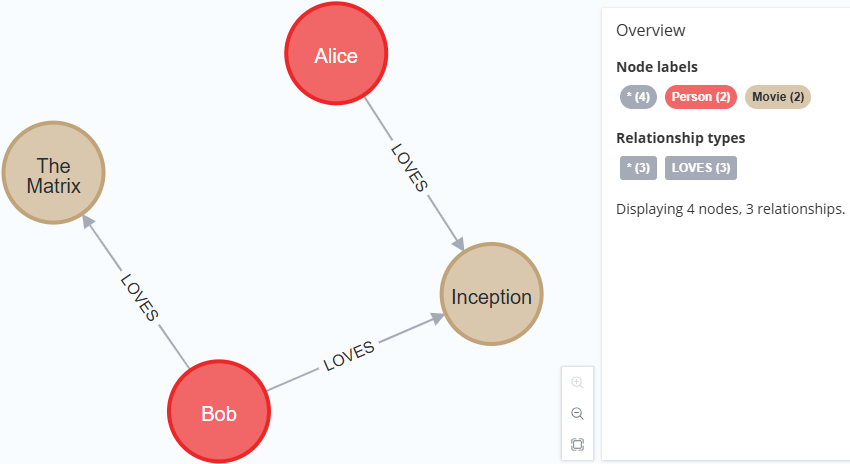 Alice
LOVES
The
Matrix
LOVES
Inception
LOVES
Bob
Overview
Node labels
* (4) Person (2) Movie (2)
Relationship types
* (3) LOVES (3)
Displaying 4 nodes, 3 relationships.